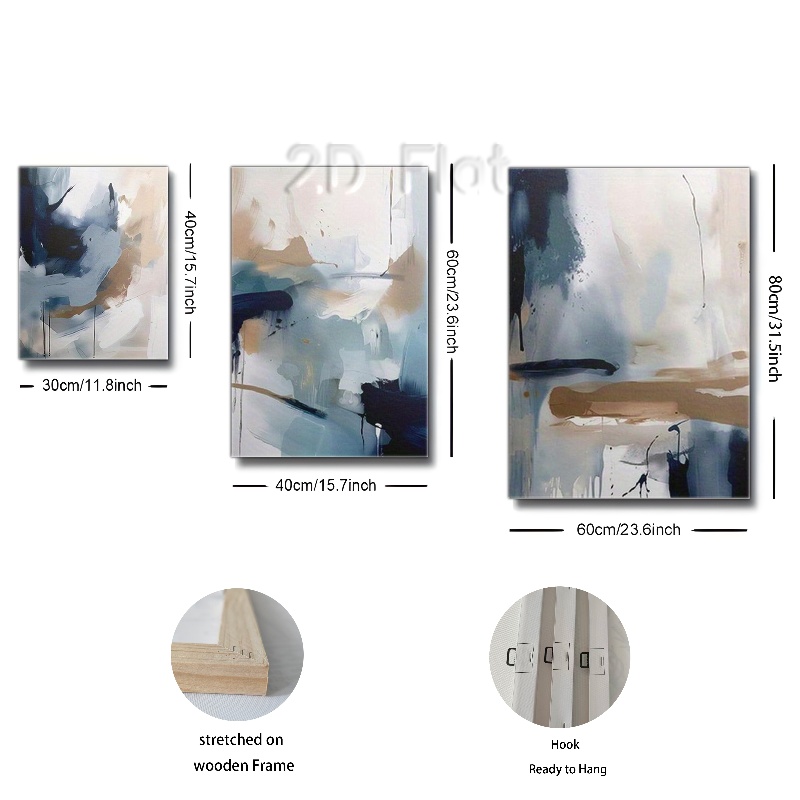 2D Flat
40cm/15.7inch
30cm/11.8inch
60cm/23.6inch
40cm/15.7inch
80cm/31.5inch
60cm/23.6inch
stretched on
wooden Frame
Hook
Ready to Hang